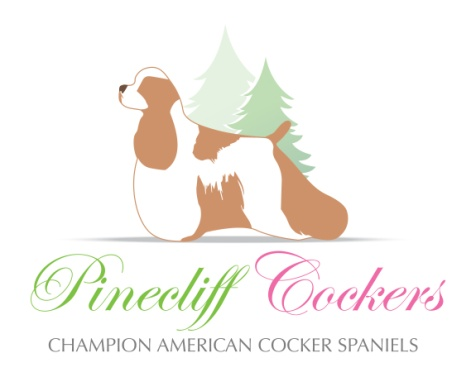 Pinecliff Cockers
CHAMPION AMERICAN COCKER SPANIELS